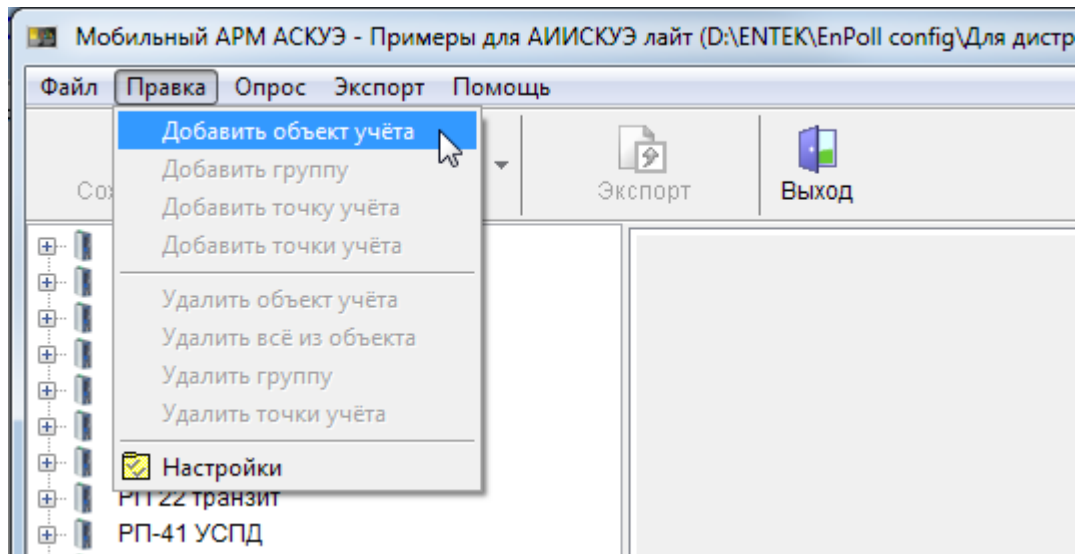 Мобильный АРМ АСКУЭ - Примеры для АИИСКУЭ лайт (D:\ENTEK\EnPoll config\Для дистр
Файл Правка Опрос Экспорт Помощь
Добавить объект учёта
Добавить группу
Добавить точку учёта
Добавить точки учёта
Удалить объект учёта
Удалить всё из объекта
Удалить группу
Удалить точки учёта
Настройки
Экспорт
Выход
РП 22 транзит
РП-41 УСПД